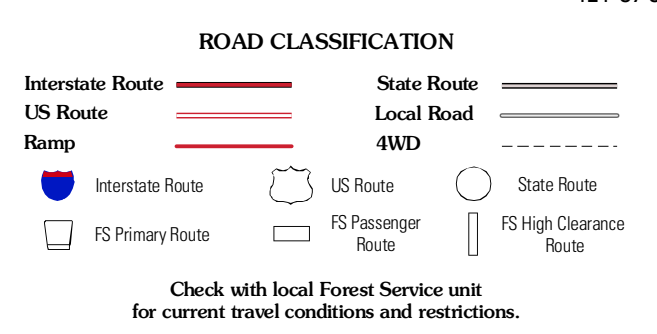 ROAD CLASSIFICATION
Interstate Route
State Route
US Route
Local Road
Ramp
4WD
Interstate Route
US Route
State Route
FS Primary Route
FS Passenger
Route
FS High Clearance
Route
Check with local Forest Service unit
for current travel conditions and restrictions.